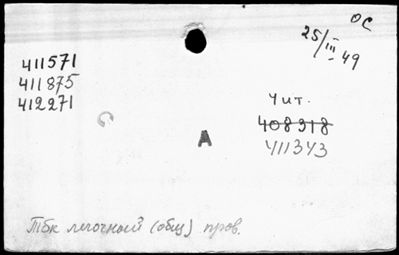 ОС
25/III-49
411571
411875
412271
Чит.
408318
411343
А
Тбк легочный (общ) пров.